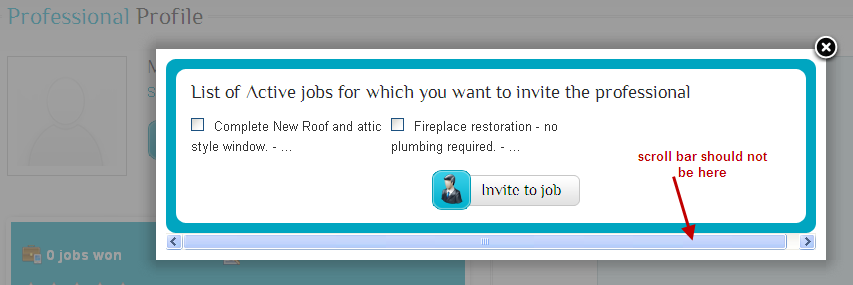 Professional Profile
List of Active jobs for which you want to invite the professional
Complete New Roof and attic
style window. - ...
Fireplace restoration - no
plumbing required. - ...
scroll bar should not
be here
Invite to job
0 jobs won